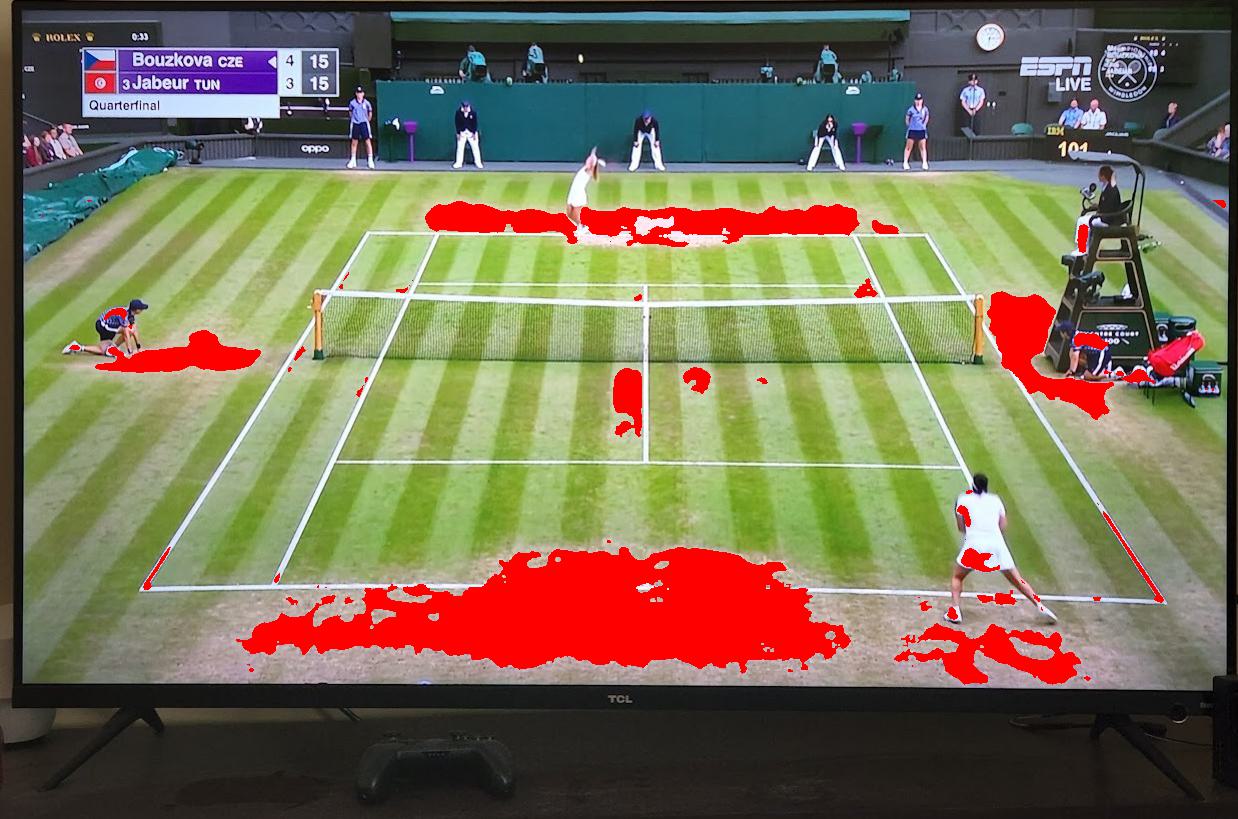 ROLEX
0:33
Bouzkova CZE 4 15
3 Jabeur TUN 3 15
Quarterfinal
ESPN
LIVE
WIMBLEDON
oppo
IBM
101
TCL